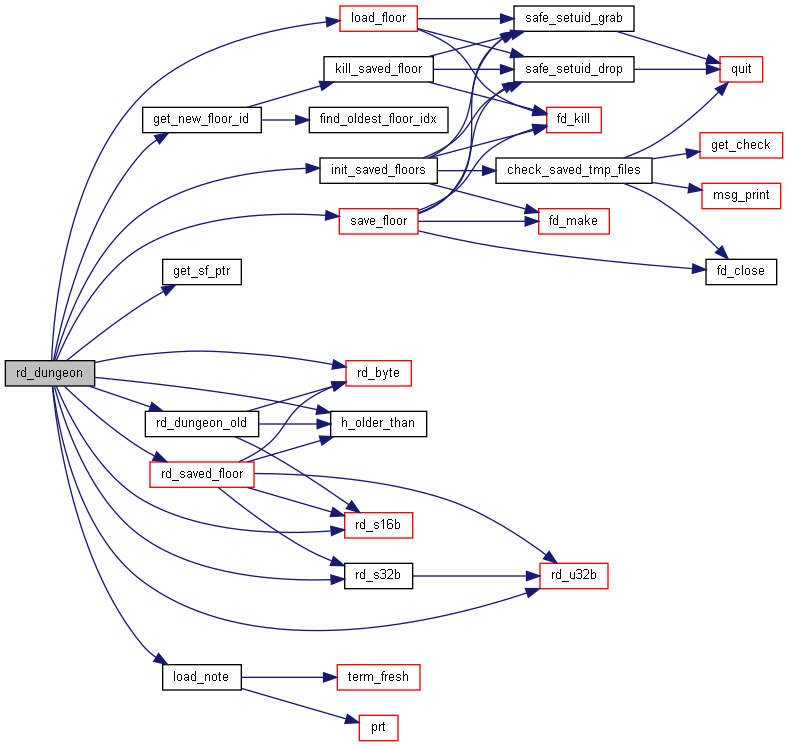 load_floor
safe_setuid_grab
kill_saved_floor
safe_setuid_drop
quit
get_new_floor_id
find_oldest_floor_idx
fd_kill
get_check
init_saved_floors
check_saved_tmp_files
msg_print
save_floor
fd_make
get_sf_ptr
fd_close
rd_dungeon
rd_byte
rd_dungeon_old
h_older_than
rd_saved_floor
rd_s16b
rd_s32b
rd_u32b
load_note
term_fresh
prt